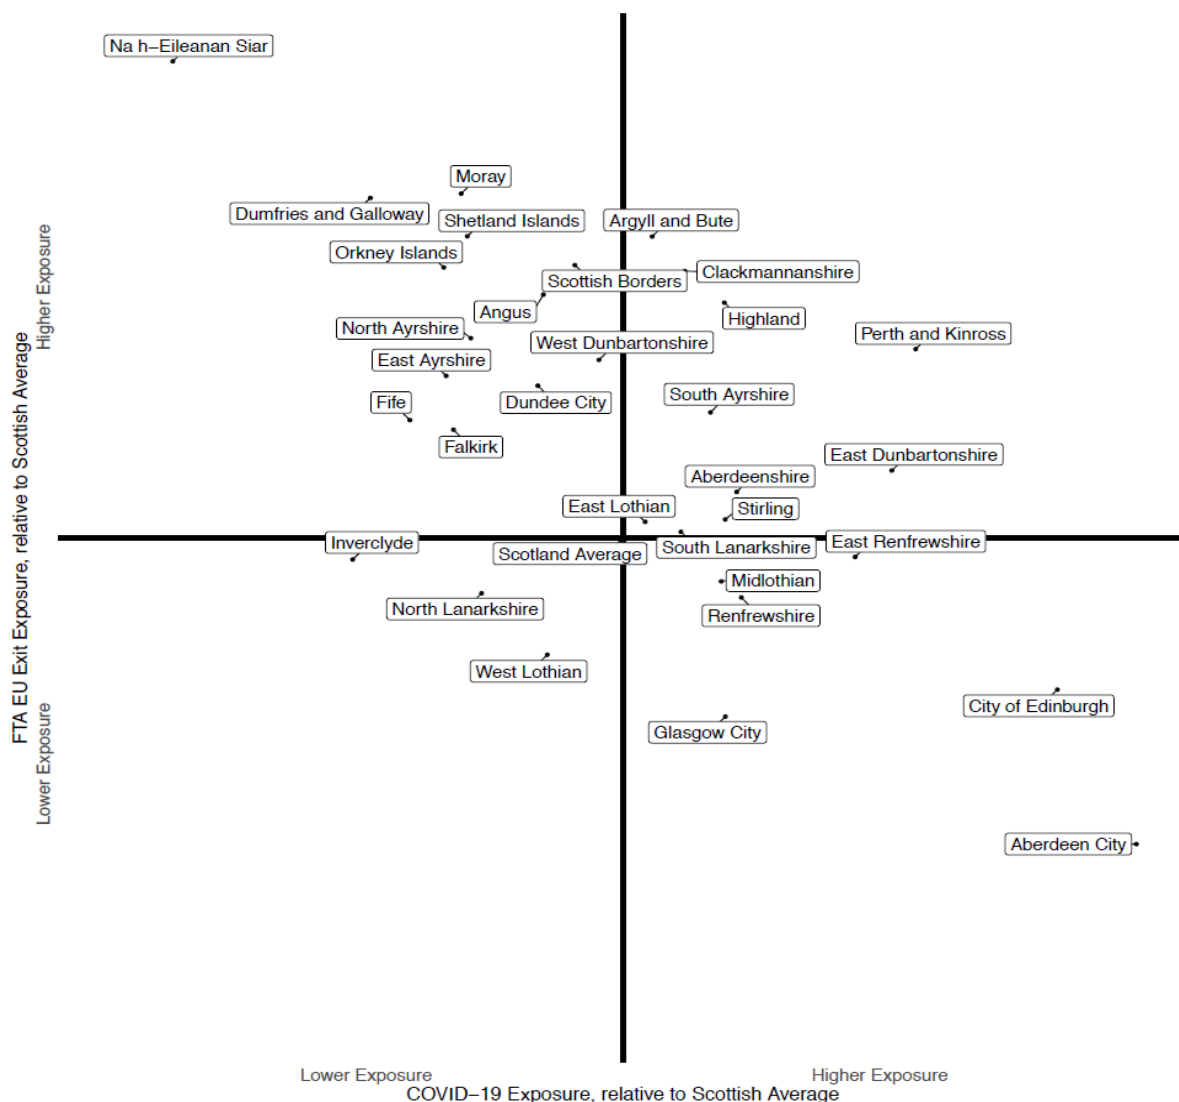 Na h−Eileanan Siar
Moray
Dumfries and Galloway
Shetland Islands
Argyll and Bute
Orkney Islands
Clackmannanshire
Scottish Borders
Angus
Highland
North Ayrshire
Perth and Kinross
West Dunbartonshire
East Ayrshire
South Ayrshire
Fife
Dundee City
Falkirk
East Dunbartonshire
Aberdeenshire
East Lothian
Stirling
Inverclyde
East Renfrewshire
South Lanarkshire
Scotland Average
Midlothian
North Lanarkshire
Renfrewshire
West Lothian
City of Edinburgh
Glasgow City
Aberdeen City
Higher Exposure
Lower Exposure
FTA EU Exit Exposure, relative to Scottish Average
Lower Exposure
Higher Exposure
COVID−19 Exposure, relative to Scottish Average